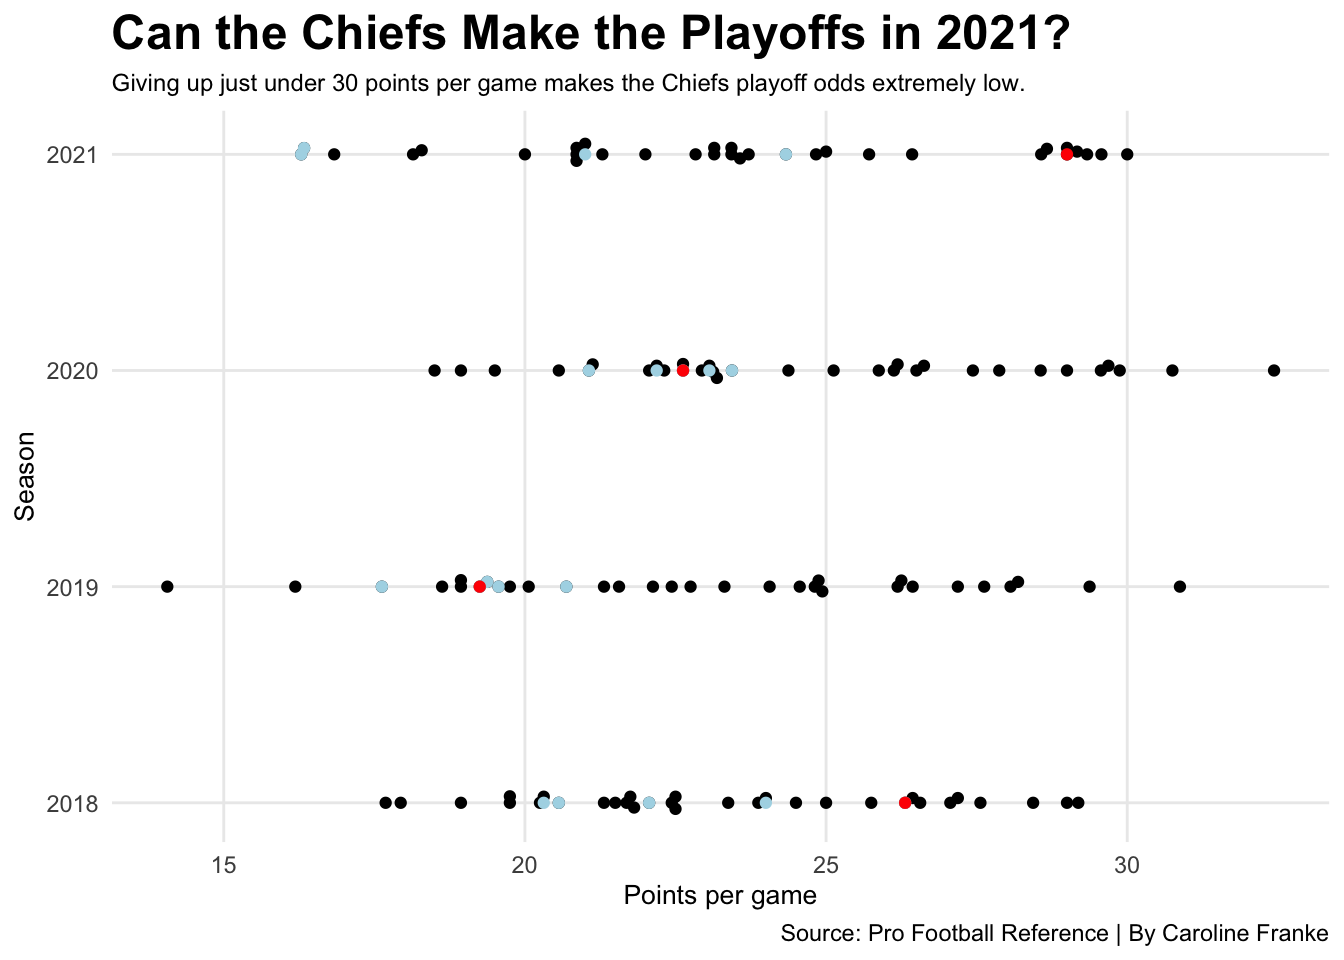 Can the Chiefs Make the Playoffs in 2021?
Giving up just under 30 points per game makes the Chiefs playoff odds extremely low.
2021
2020
Season
2019
2018
15 20 25 30
Points per game
Source: Pro Football Reference | By Caroline Franke